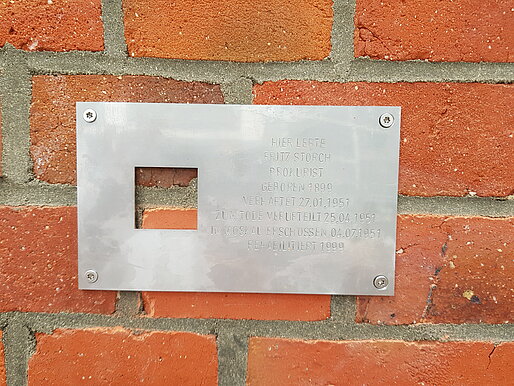 HIER LEBTE
FRITZ STORCH
PROKURIST
GEBOREN 1899
VERHAFTET 22.01.1951
ZUM TODE VERURTEILT 25.04.1951
IN MOSKAU ERSCHOSSEN 04.07.1951
REHABILITIERT 1999